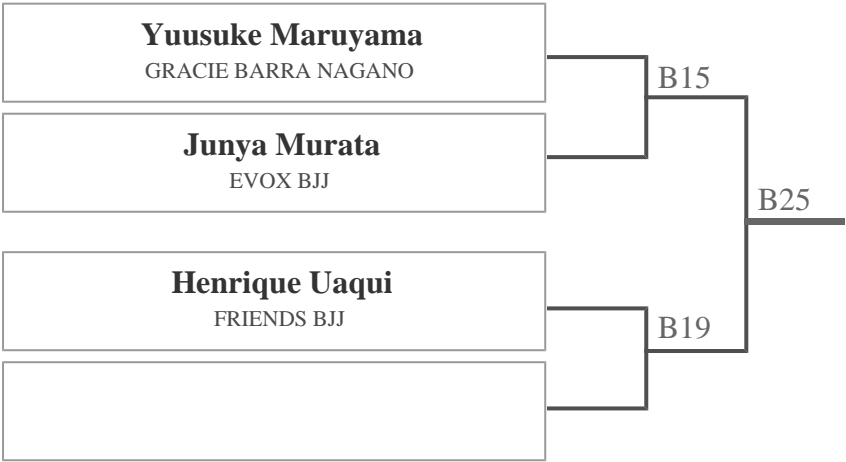 Yuusuke Maruyama
GRACIE BARRA NAGANO
B15
Junya Murata
EVOX BJJ
B25
Henrique Uaqui
FRIENDS BJJ
B19